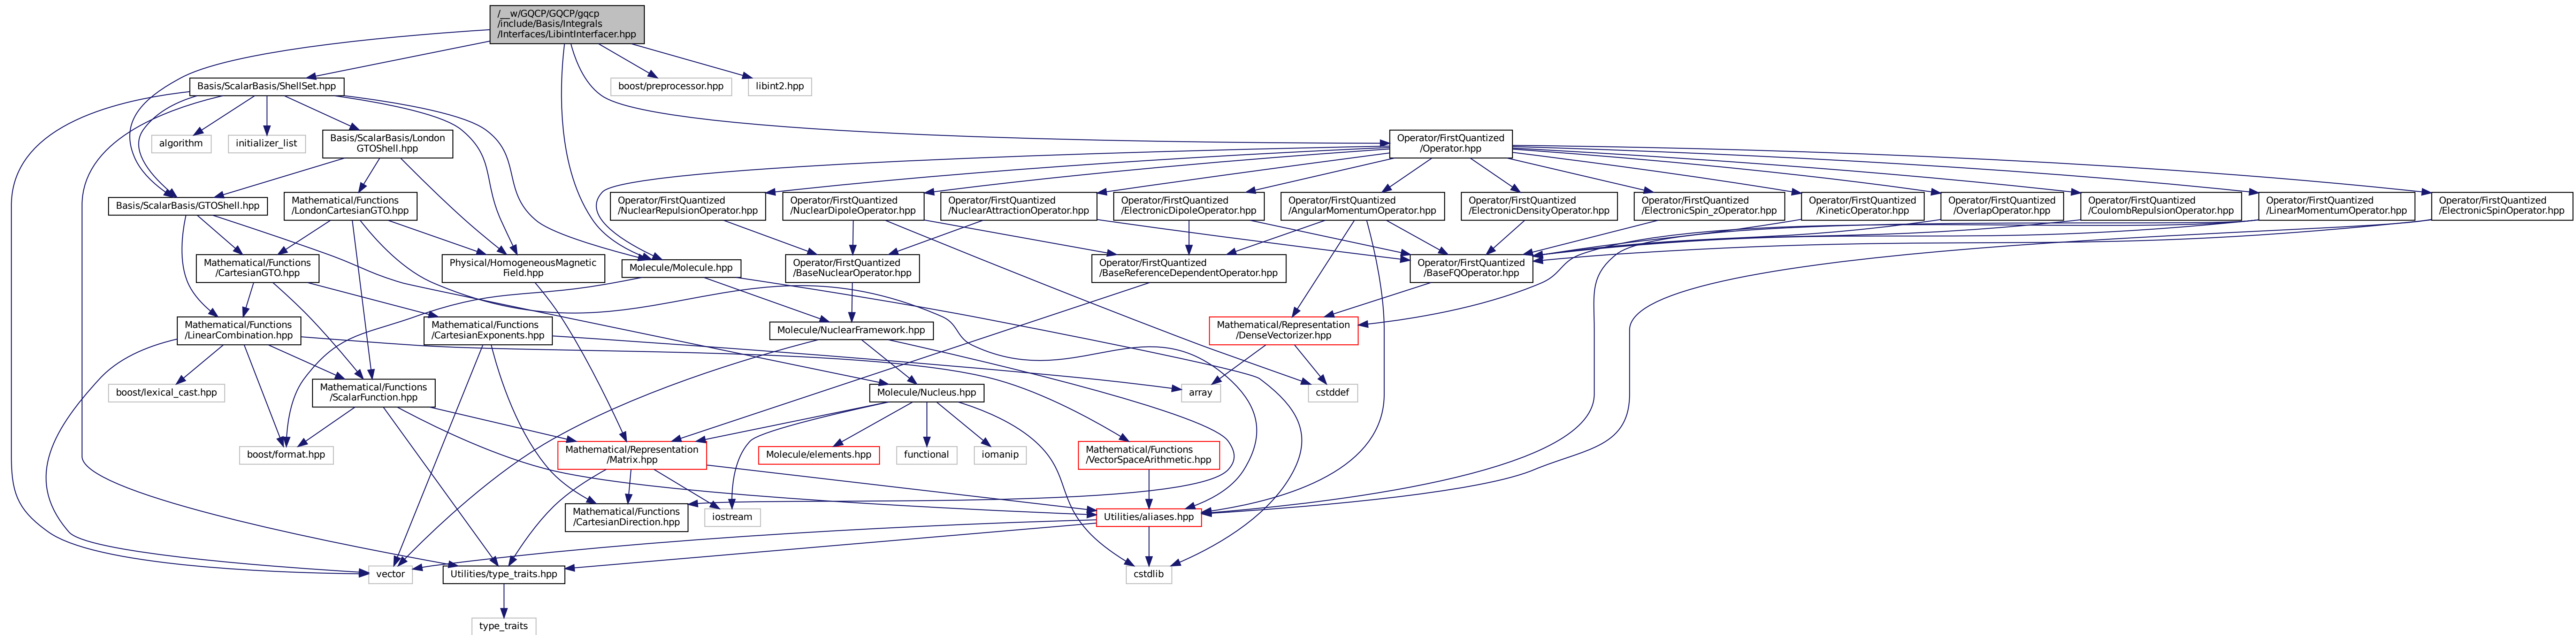 /__w/GQCP/GQCP/gqcp
/include/Basis/Integrals
/Interfaces/LibintInterfacer.hpp
Basis/ScalarBasis/ShellSet.hpp
boost/preprocessor.hpp
libint2.hpp
algorithm
initializer_list
Basis/ScalarBasis/London
GTOShell.hpp
Operator/FirstQuantized
/Operator.hpp
Basis/ScalarBasis/GTOShell.hpp
Mathematical/Functions
/LondonCartesianGTO.hpp
Operator/FirstQuantized
/NuclearRepulsionOperator.hpp
Operator/FirstQuantized
/NuclearDipoleOperator.hpp
Operator/FirstQuantized
/NuclearAttractionOperator.hpp
Operator/FirstQuantized
/ElectronicDipoleOperator.hpp
Operator/FirstQuantized
/AngularMomentumOperator.hpp
Operator/FirstQuantized
/ElectronicDensityOperator.hpp
Operator/FirstQuantized
/ElectronicSpin_zOperator.hpp
Operator/FirstQuantized
/KineticOperator.hpp
Operator/FirstQuantized
/OverlapOperator.hpp
Operator/FirstQuantized
/CoulombRepulsionOperator.hpp
Operator/FirstQuantized
/LinearMomentumOperator.hpp
Operator/FirstQuantized
/ElectronicSpinOperator.hpp
Mathematical/Functions
/CartesianGTO.hpp
Physical/HomogeneousMagnetic
Field.hpp
Molecule/Molecule.hpp
Operator/FirstQuantized
/BaseNuclearOperator.hpp
Operator/FirstQuantized
/BaseReferenceDependentOperator.hpp
Operator/FirstQuantized
/BaseFQOperator.hpp
Mathematical/Functions
/LinearCombination.hpp
Mathematical/Functions
/CartesianExponents.hpp
Molecule/NuclearFramework.hpp
Mathematical/Representation
/DenseVectorizer.hpp
boost/lexical_cast.hpp
Mathematical/Functions
/ScalarFunction.hpp
Molecule/Nucleus.hpp
array
cstddef
boost/format.hpp
Mathematical/Representation
/Matrix.hpp
Molecule/elements.hpp
functional
iomanip
Mathematical/Functions
/VectorSpaceArithmetic.hpp
Mathematical/Functions
/CartesianDirection.hpp
iostream
Utilities/aliases.hpp
vector
Utilities/type_traits.hpp
cstdlib
type_traits